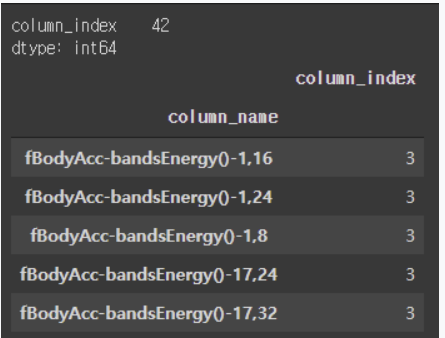 column_index    42
dtype: int64
column_index
column_name
fBodyAcc-bandsEnergy()-1,16    3
fBodyAcc-bandsEnergy()-1,24    3
fBodyAcc-bandsEnergy()-1,8    3
fBodyAcc-bandsEnergy()-17,24    3
fBodyAcc-bandsEnergy()-17,32    3